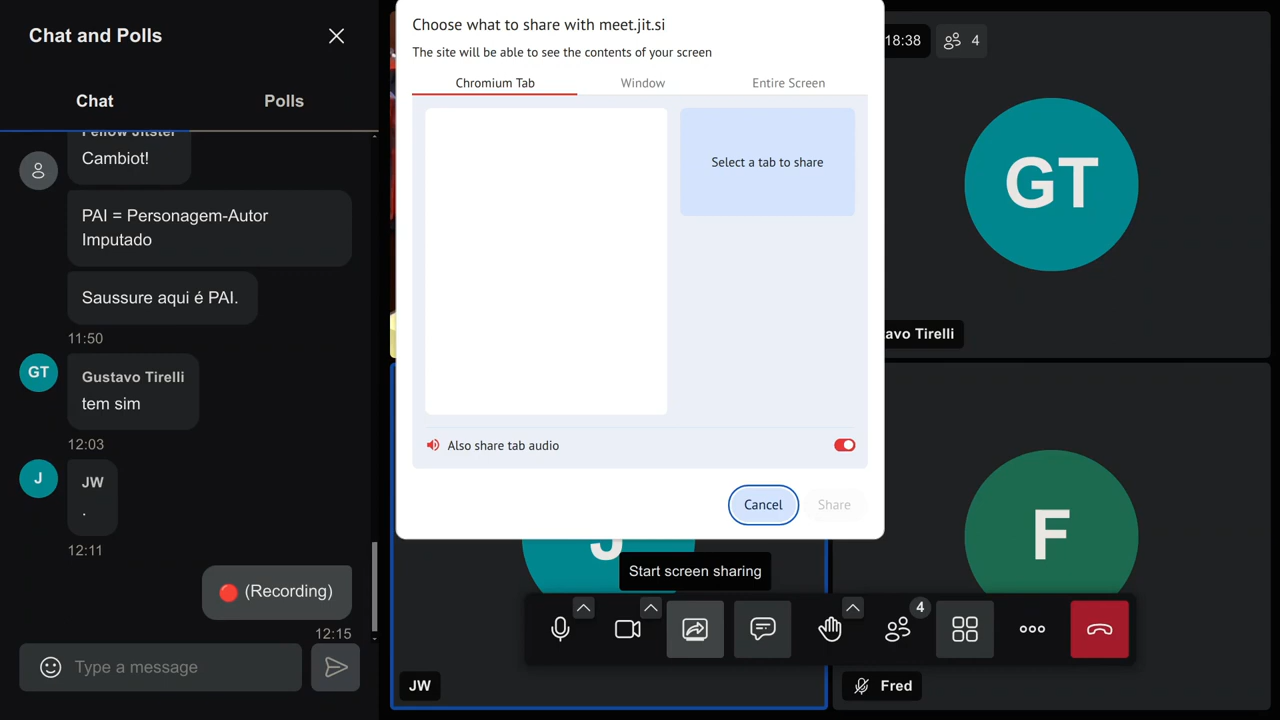 Chat and Polls
Chat
Polls
Fellow Jitster
Cambiot!
PAI = Personagem-Autor
Imputado
Saussure aqui é PAI.
11:50
GT
Gustavo Tirelli
tem sim
12:03
J
JW
.
12:11
(Recording)
12:15
Type a message
Choose what to share with meet.jit.si
The site will be able to see the contents of your screen
Chromium Tab
Window
Entire Screen
Select a tab to share
Also share tab audio
Cancel
Share
18:38
4
GT
avo Tirelli
J
F
Start screen sharing
4
JW
Fred